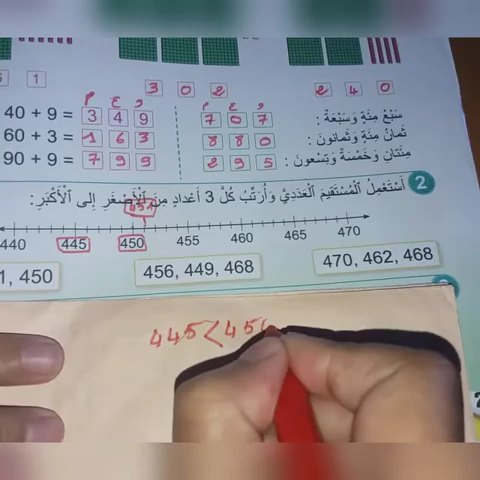 1
3 0 2
2 4 0
م ع و
م ع و
40 + 9 = 3 4 9
7 0 7 سَبْعُ مِئَةٍ وَسَبْعَةٌ :
60 + 3 = 1 6 3
8 8 0 ثَمانُ مِئَةٍ وَثَمانونَ :
90 + 9 = 7 9 9
2 9 5 مِئَتانِ وَخَمْسَةٌ وَتِسْعونَ :
2 أَسْتَعْمِلُ الْمُسْتَقيمَ الْعَدَدِيَّ وَأُرَتِّبُ كُلَّ 3 أَعْدادٍ مِنَ الْأَصْغَرِ إِلى الْأَكْبَرِ:
451
440 445 450 455 460 465 470
1, 450
456, 449, 468
470, 462, 468
445 < 45